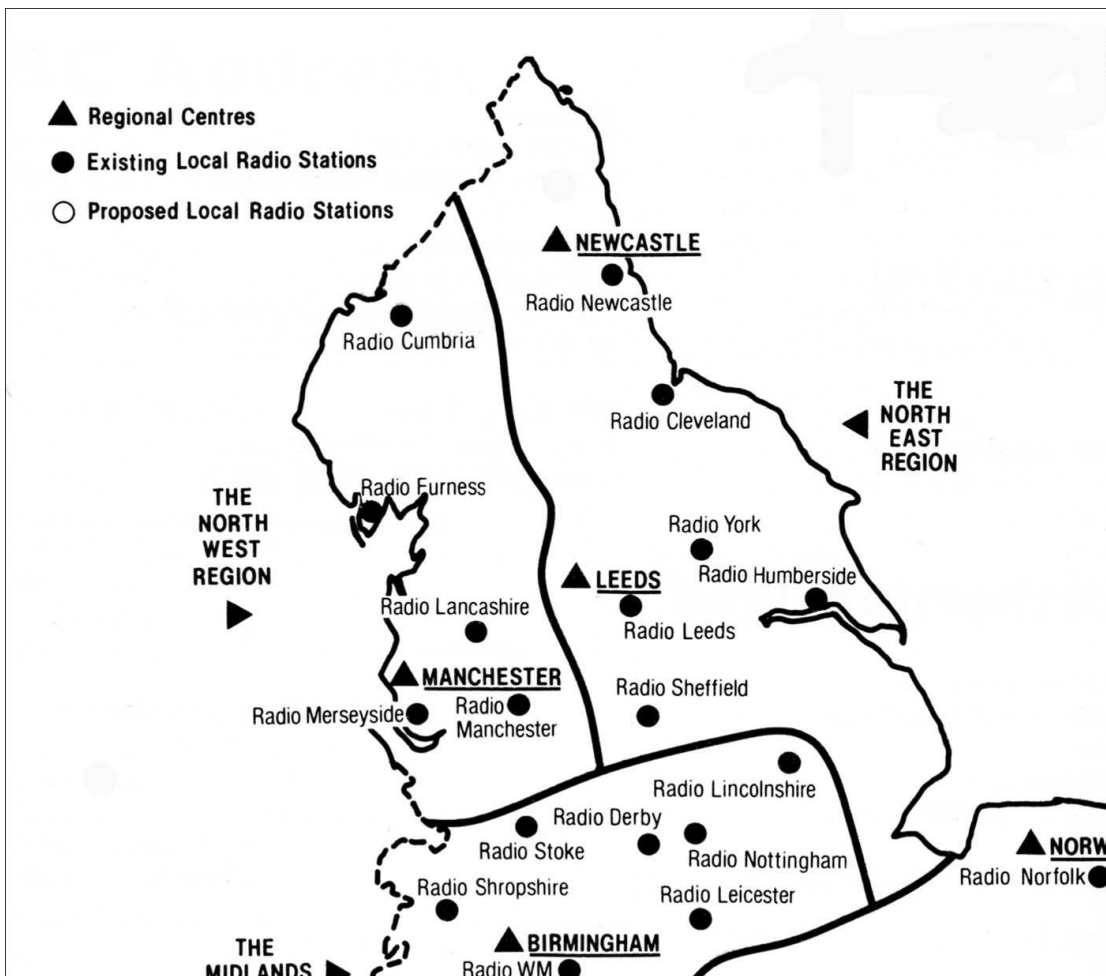 Regional Centres
Existing Local Radio Stations
Proposed Local Radio Stations
NEWCASTLE
Radio Newcastle
Radio Cumbria
Radio Cleveland
THE
NORTH
EAST
REGION
Radio Furness
THE
NORTH
WEST
REGION
Radio York
Radio Humberside
LEEDS
Radio Leeds
Radio Lancashire
MANCHESTER
Radio Merseyside
Radio
Manchester
Radio Sheffield
Radio Lincolnshire
Radio Derby
Radio Stoke
Radio Nottingham
Radio Shropshire
Radio Leicester
NORW
Radio Norfolk
BIRMINGHAM
Radio WM
THE
MIDLANDS